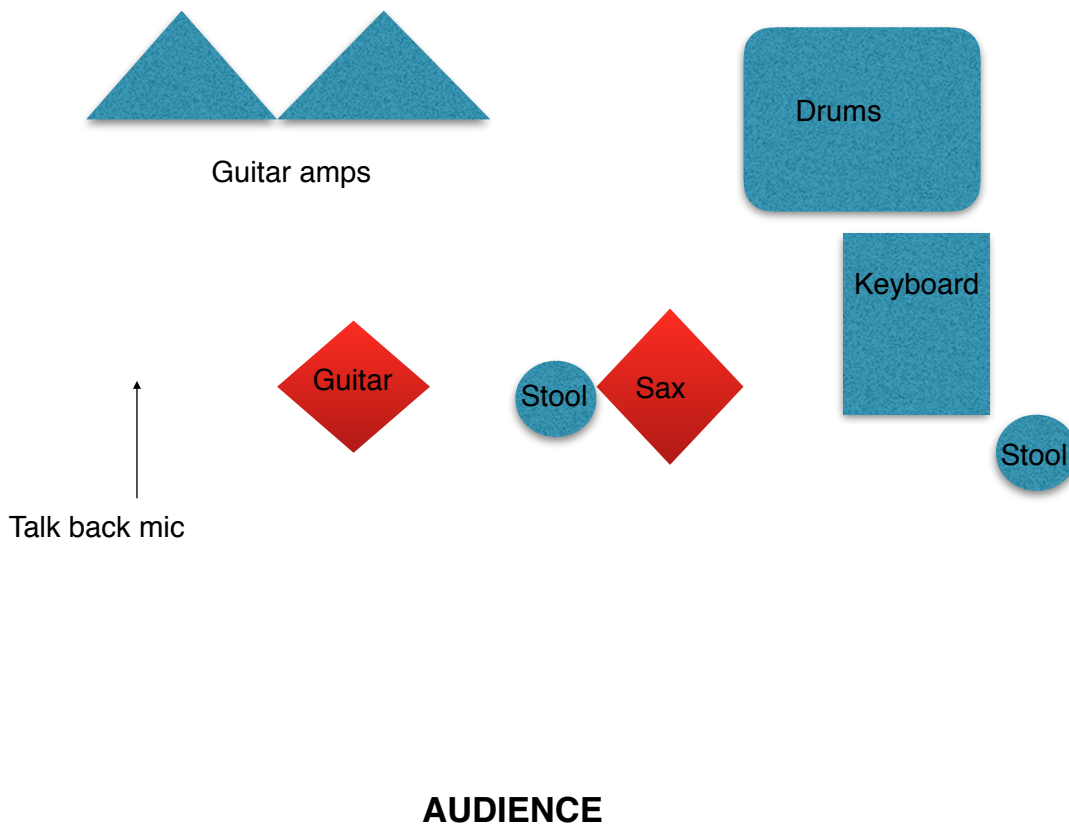 Drums
Guitar amps
Keyboard
Guitar
Stool
Sax
Stool
Talk back mic
AUDIENCE